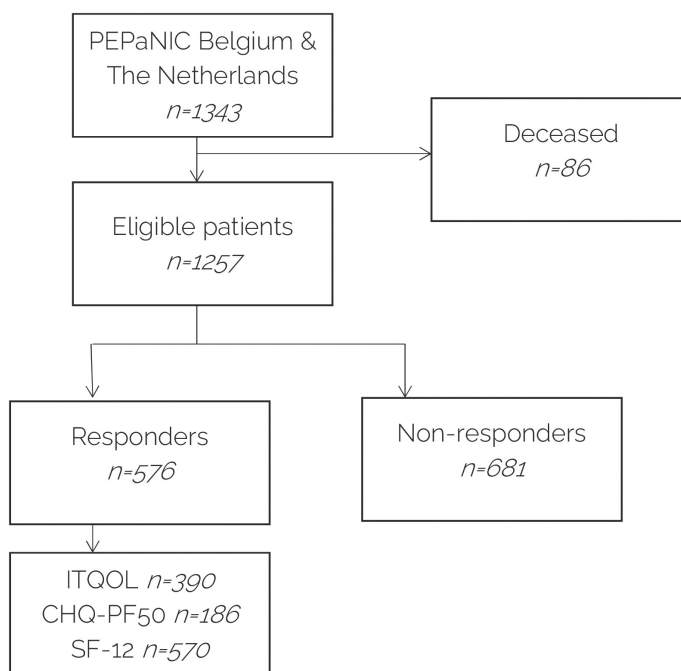 PEPaNIC Belgium &
The Netherlands
n=1343
Deceased
n=86
Eligible patients
n=1257
Responders
n=576
Non-responders
n=681
ITQOL n=390
CHQ-PF50 n=186
SF-12 n=570